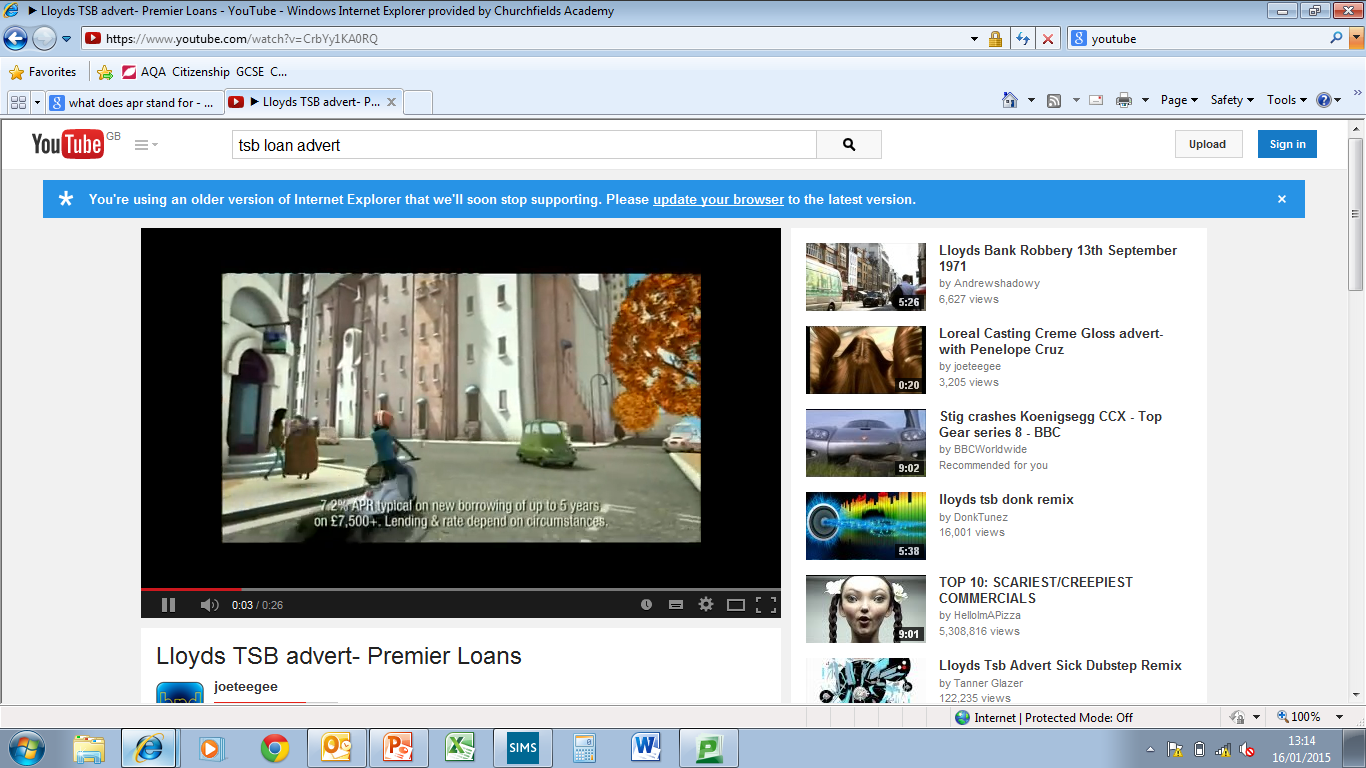 Lloyds TSB advert- Premier Loans - YouTube - Windows Internet Explorer provided by Churchfields Academy
https://www.youtube.com/watch?v=CrbYy1KA0RQ
youtube
Favorites
AQA Citizenship GCSE C...
what does apr stand for - ...
Lloyds TSB advert- P...
Page
Safety
Tools
YouTube GB
tsb loan advert
Upload
Sign in
You're using an older version of Internet Explorer that we'll soon stop supporting. Please update your browser to the latest version.
7.2% APR typical on new borrowing of up to 5 years
on £7,500+. Lending & rate depend on circumstances.
0:03 / 0:26
Lloyds TSB advert- Premier Loans
joeteegee
5:26
Lloyds Bank Robbery 13th September
1971
by Andrewshadowy
6,627 views
0:20
Loreal Casting Creme Gloss advert-
with Penelope Cruz
by joeteegee
3,205 views
9:02
Stig crashes Koenigsegg CCX - Top
Gear series 8 - BBC
by BBCWorldwide
Recommended for you
5:38
lloyds tsb donk remix
by DonkTunez
16,001 views
9:01
TOP 10: SCARIEST/CREEPIEST
COMMERCIALS
by HelloImAPizza
5,308,816 views
Lloyds Tsb Advert Sick Dubstep Remix
by Tanner Glazer
122,235 views
Internet | Protected Mode: Off
100%
SIMS
13:14
16/01/2015